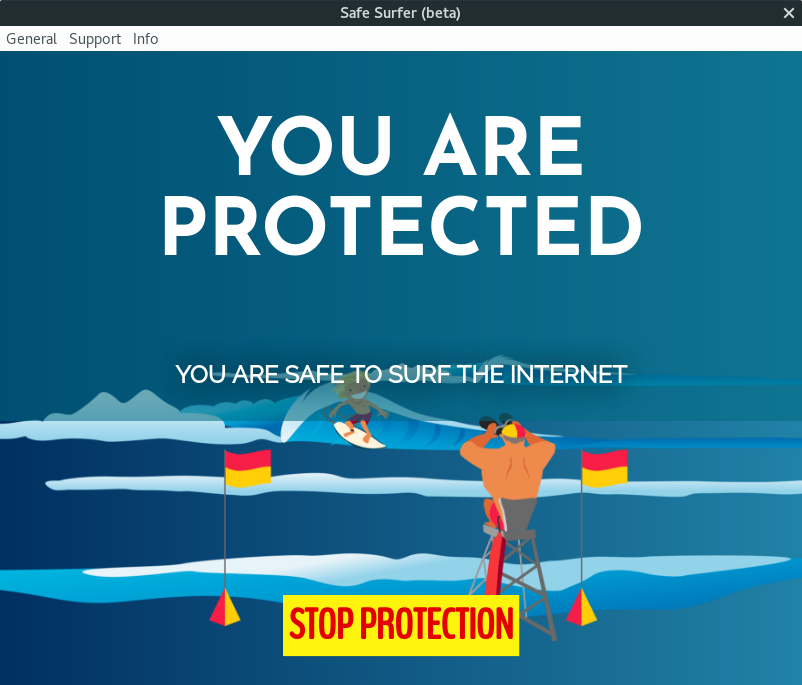 Safe Surfer (beta)
General Support Info
YOU ARE
PROTECTED
YOU ARE SAFE TO SURF THE INTERNET
STOP PROTECTION